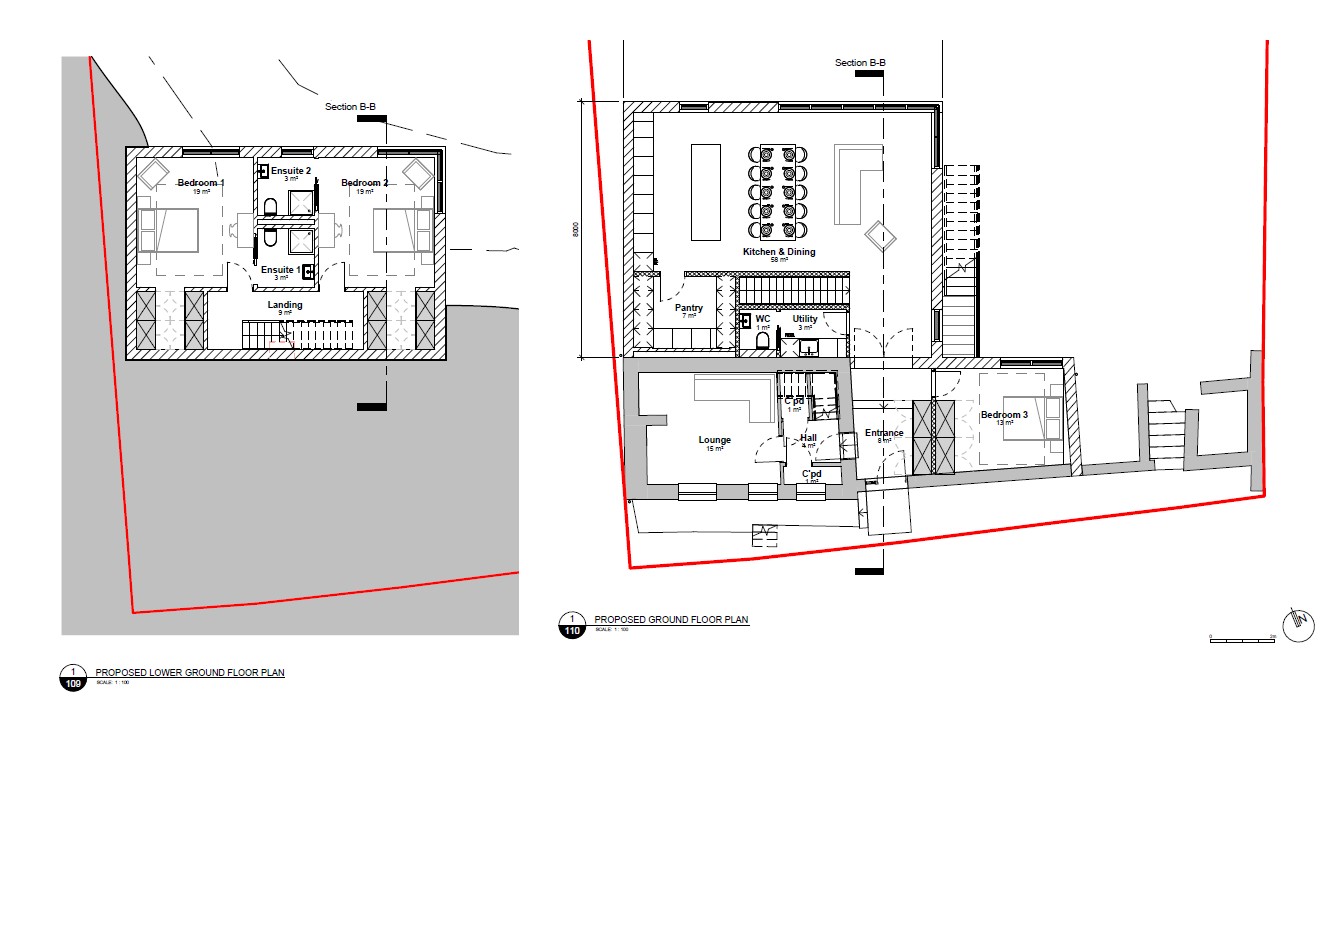 Section B-B
Bedroom 1
19 m²
Ensuite 2
3 m²
Bedroom 2
19 m²
Ensuite 1
3 m²
Landing
9 m²
1
109
PROPOSED LOWER GROUND FLOOR PLAN
SCALE: 1 : 100
Section B-B
8000
Kitchen & Dining
58 m²
Pantry
7 m²
WC
1 m²
Utility
3 m²
C'pd
1 m²
Lounge
15 m²
Hall
4 m²
Entrance
8 m²
Bedroom 3
13 m²
C'pd
1 m²
1
110
PROPOSED GROUND FLOOR PLAN
SCALE: 1 : 100
0
2m
N